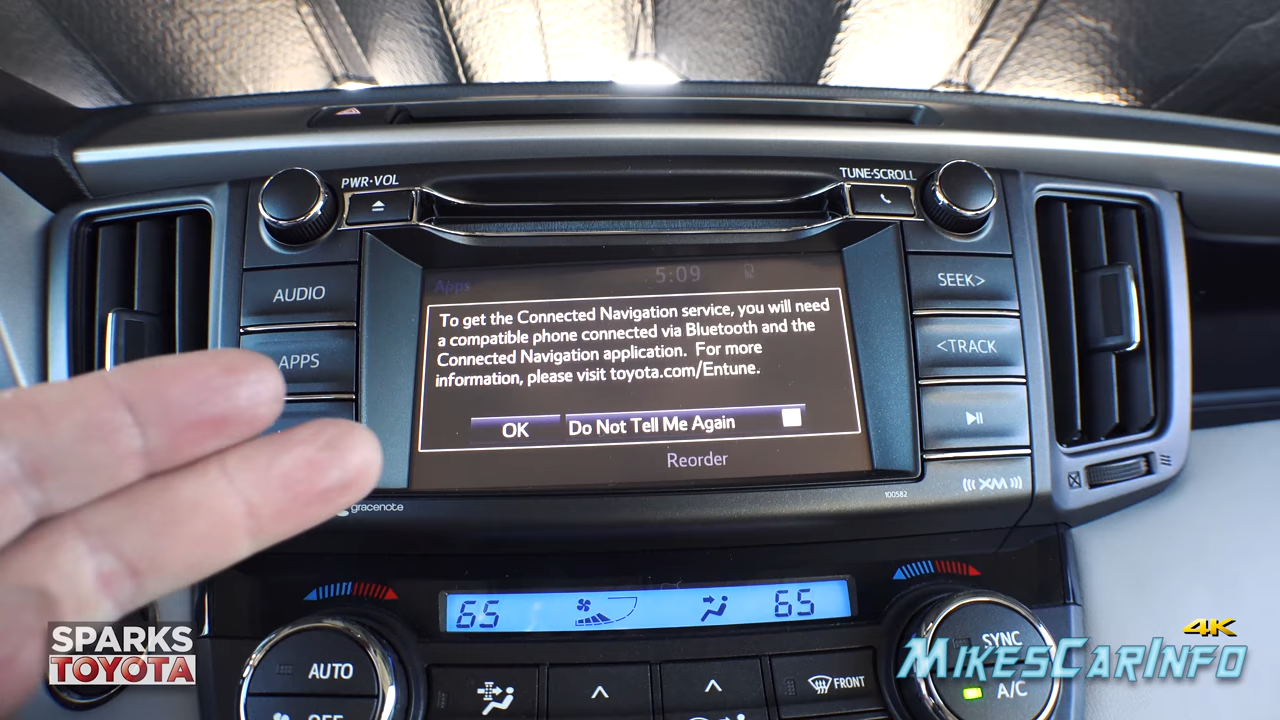 PWR·VOL
TUNE·SCROLL
AUDIO
APPS
SEEK>
<TRACK
((( XM )))
5:09
Apps
To get the Connected Navigation service, you will need
a compatible phone connected via Bluetooth and the
Connected Navigation application.  For more
information, please visit toyota.com/Entune.
OK
Do Not Tell Me Again
Reorder
100582
gracenote
65
65
AUTO
OFF
FRONT
SYNC
A/C
SPARKS
TOYOTA
4K
MIKESCARINFO